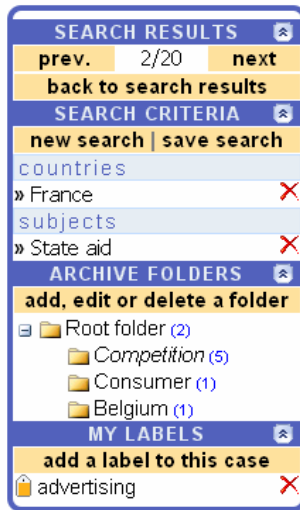 SEARCH RESULTS
prev. 2/20 next
back to search results
SEARCH CRITERIA
new search | save search
countries
» France
subjects
» State aid
ARCHIVE FOLDERS
add, edit or delete a folder
Root folder (2)
Competition (5)
Consumer (1)
Belgium (1)
MY LABELS
add a label to this case
advertising